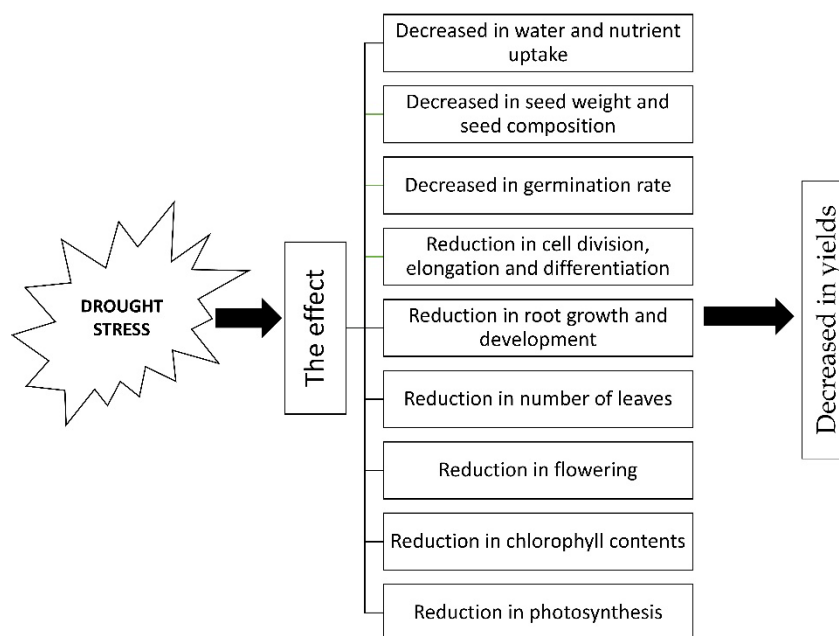 DROUGHT
STRESS
The effect
Decreased in water and nutrient
uptake
Decreased in seed weight and
seed composition
Decreased in germination rate
Reduction in cell division,
elongation and differentiation
Reduction in root growth and
development
Reduction in number of leaves
Reduction in flowering
Reduction in chlorophyll contents
Reduction in photosynthesis
Decreased in yields